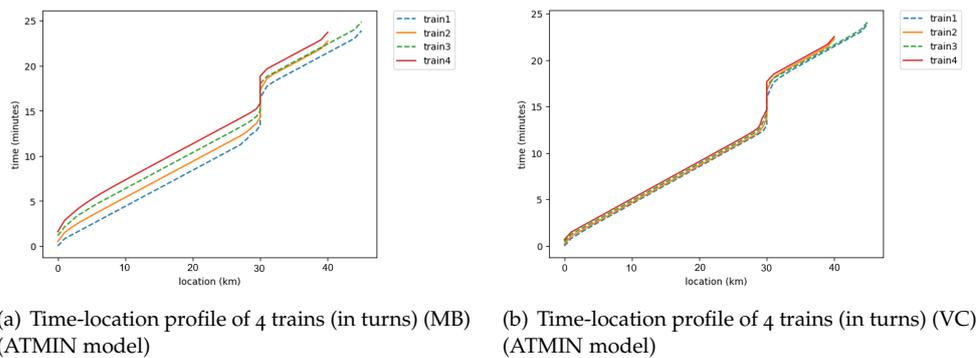 25
20
15
10
5
0
time (minutes)
0 10 20 30 40
location (km)
train1
train2
train3
train4
25
20
15
10
5
0
time (minutes)
0 10 20 30 40
location (km)
train1
train2
train3
train4
(a) Time-location profile of 4 trains (in turns) (MB)
(ATMIN model)
(b) Time-location profile of 4 trains (in turns) (VC)
(ATMIN model)